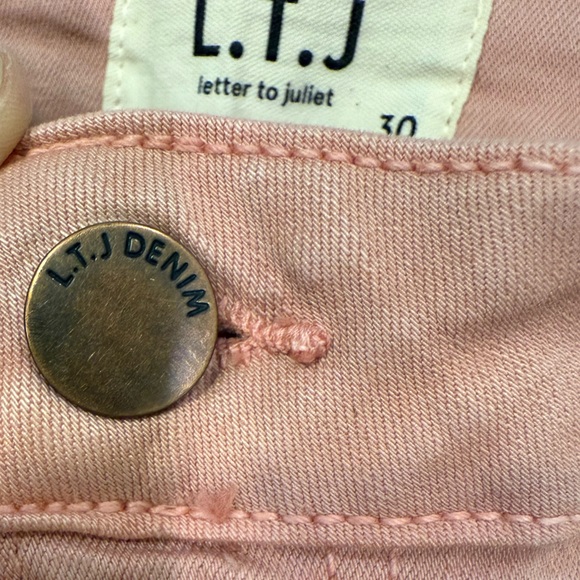 L.T.J
letter to juliet
30
L.T.J DENIM